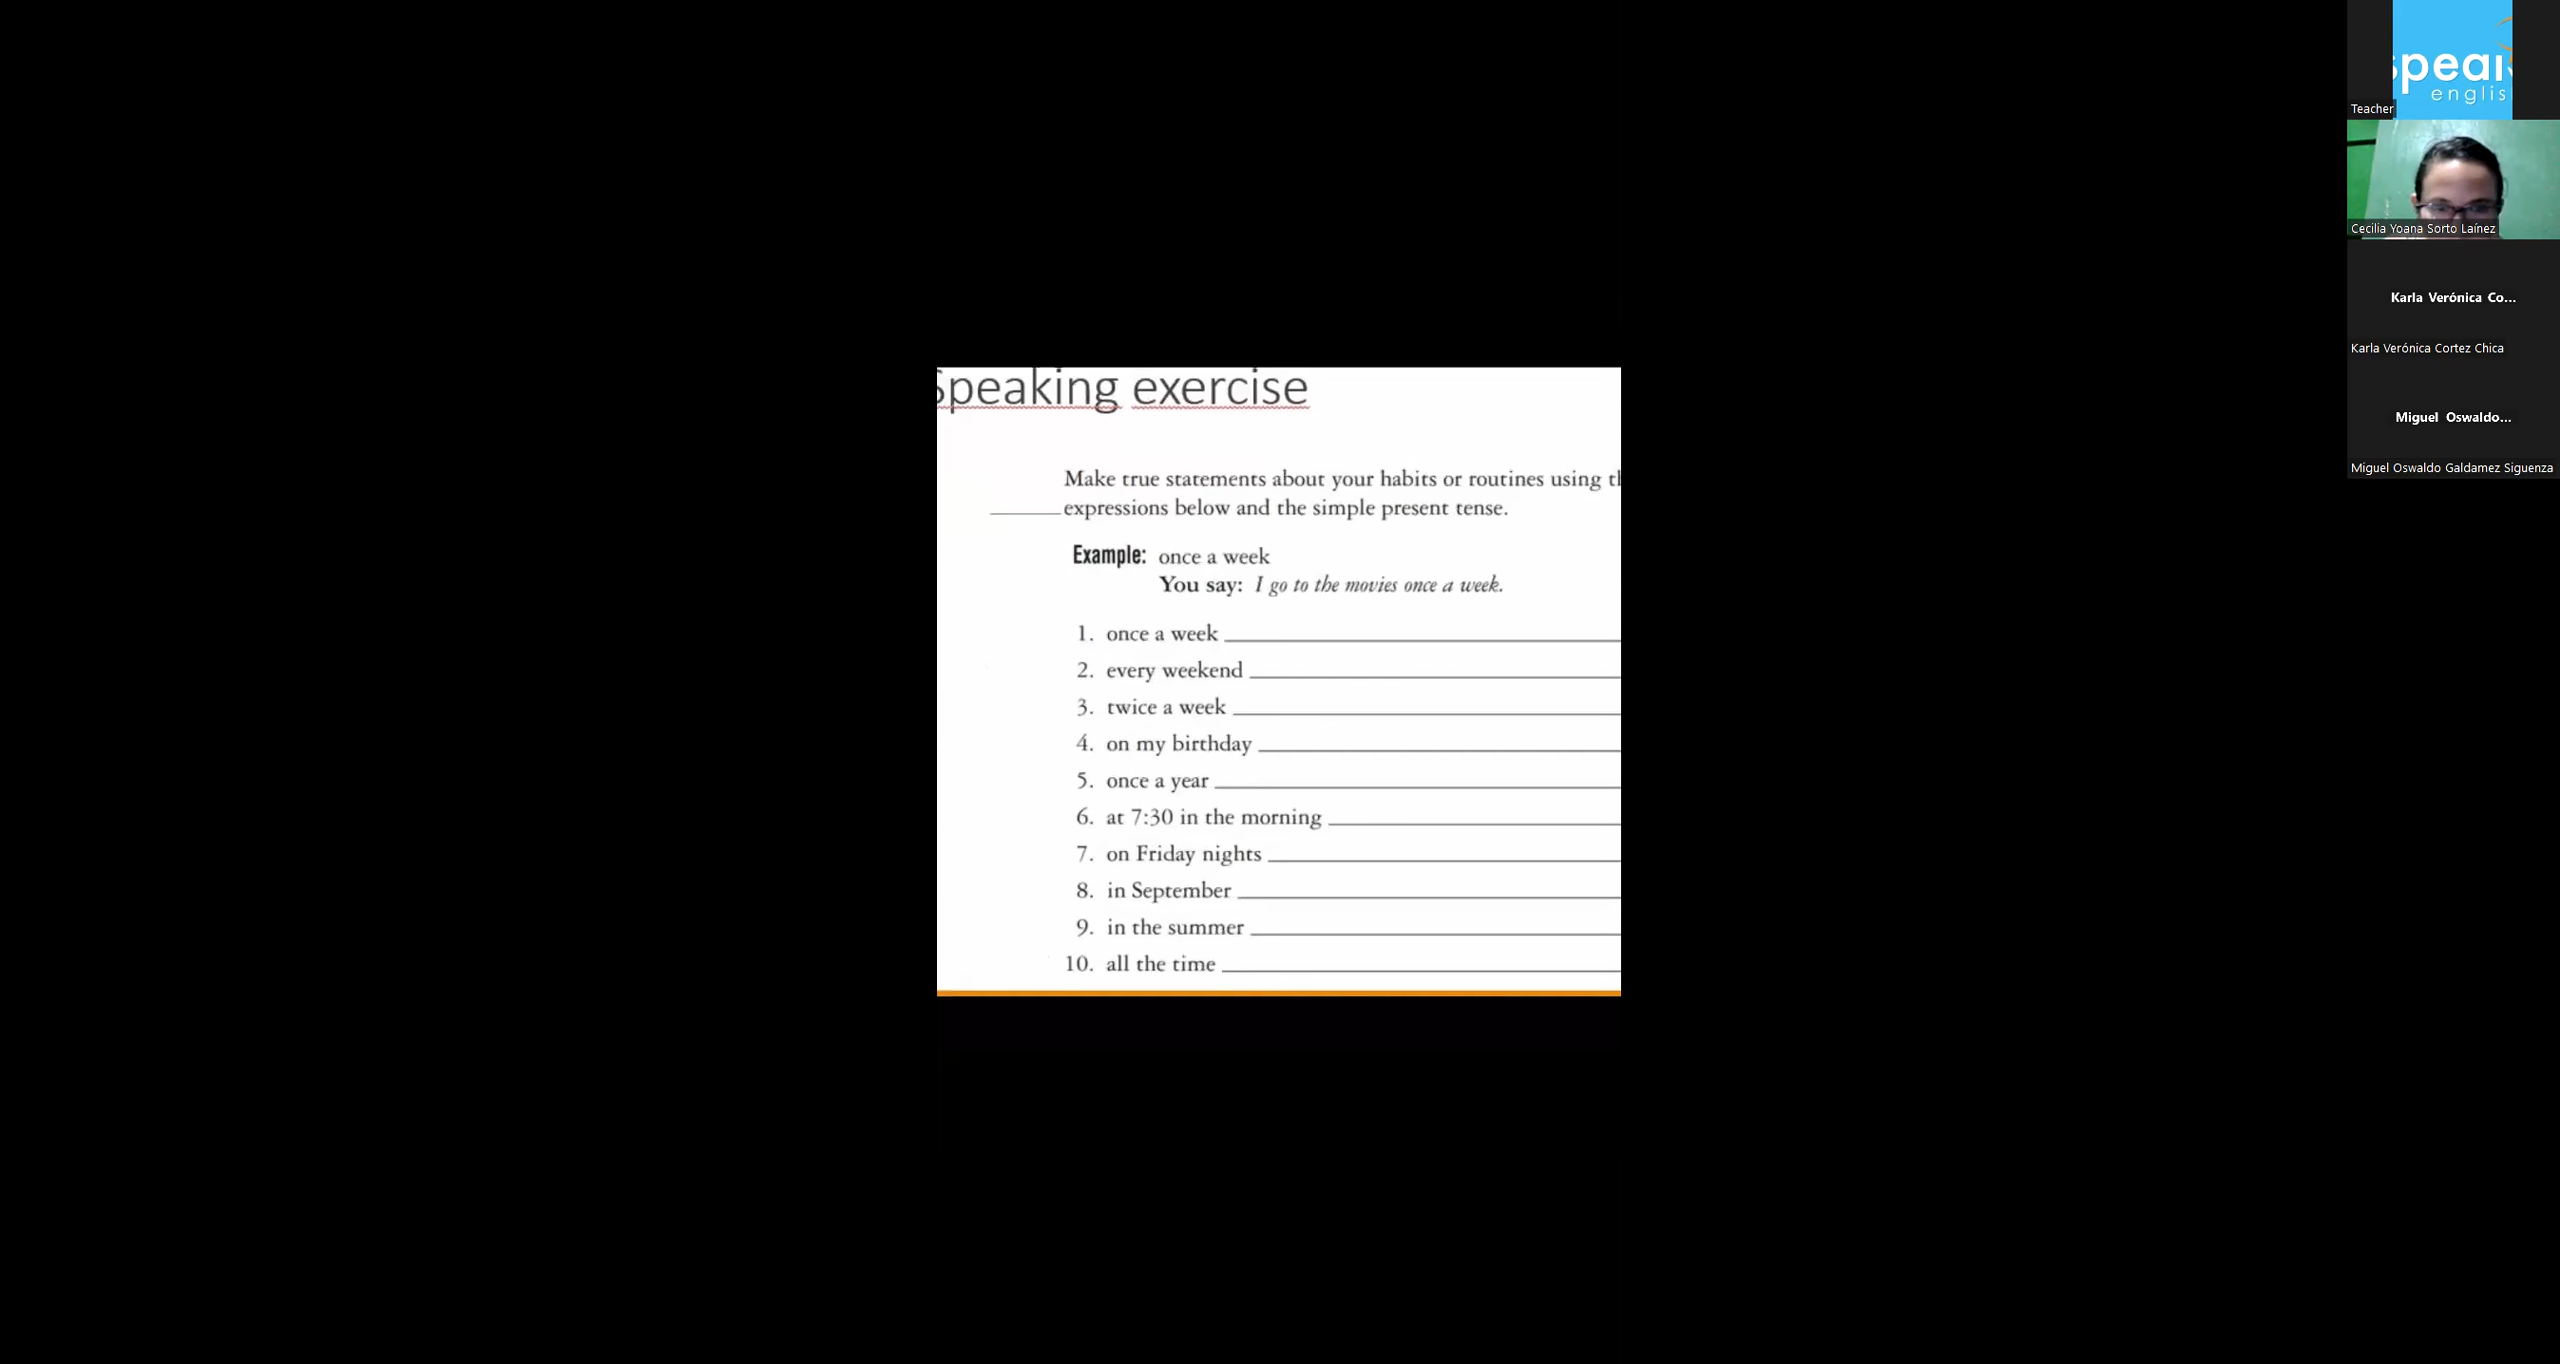 Speaking exercise
Make true statements about your habits or routines using
expressions below and the simple present tense.
Example: once a week
You say: I go to the movies once a week.
1. once a week
2. every weekend
3. twice a week
4. on my birthday
5. once a year
6. at 7:30 in the morning
7. on Friday nights
8. in September
9. in the summer
10. all the time
englis
Teacher
Cecilia Yoana Sorto Laínez
Karla Verónica Co...
Karla Verónica Cortez Chica
Miguel Oswaldo...
Miguel Oswaldo Galdamez Siguenza